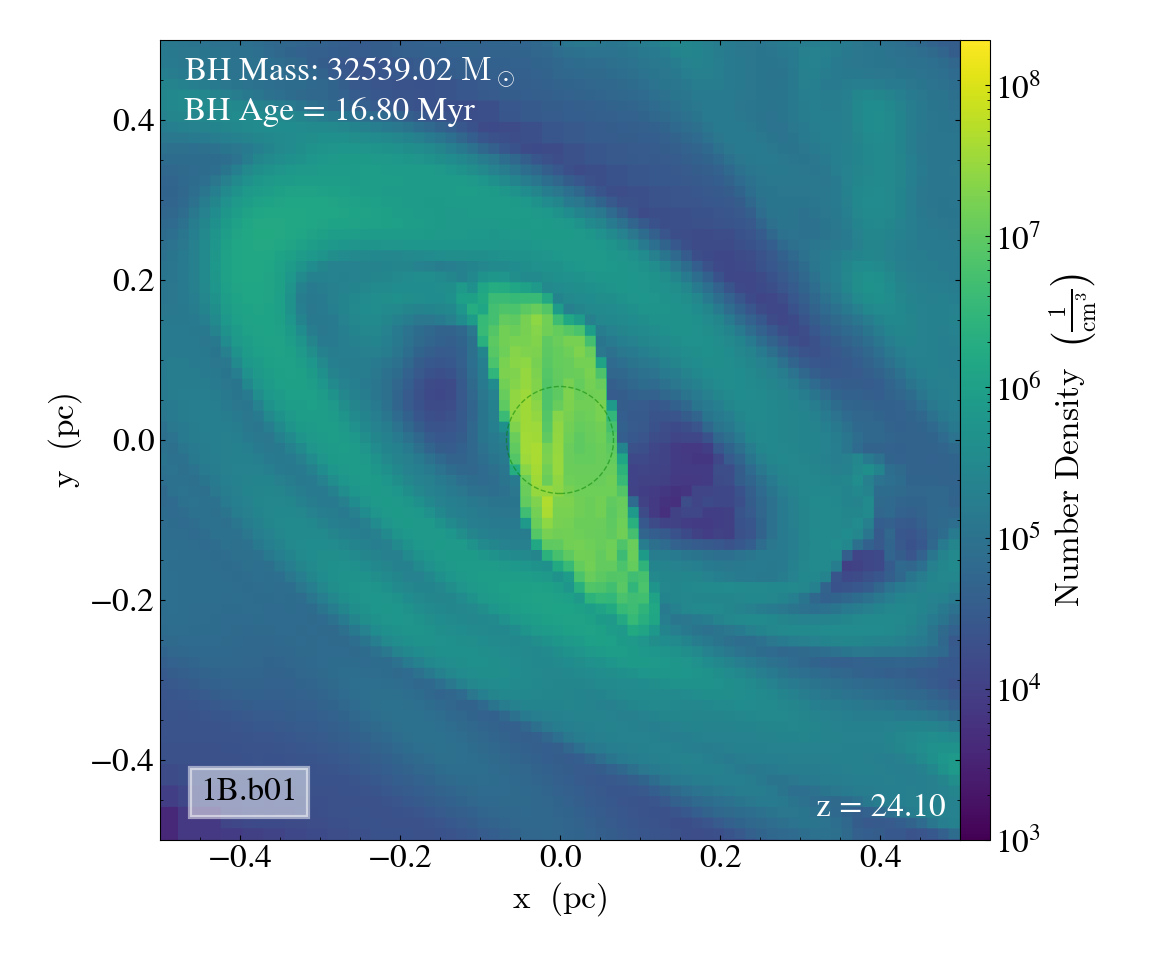 BH Mass: 32539.02 M⊙
BH Age = 16.80 Myr
0.4
0.2
0.0
−0.2
−0.4
y (pc)
1B.b01
z = 24.10
−0.4 −0.2 0.0 0.2 0.4
x (pc)
10⁸
10⁷
10⁶
10⁵
10⁴
10³
Number Density (1/cm³)